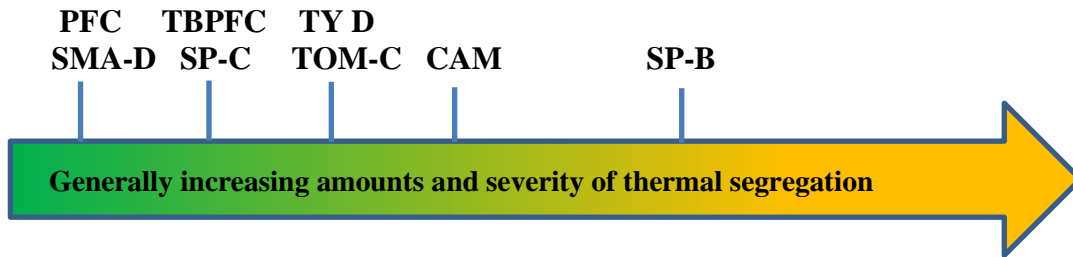 PFC TBPFC TY D
SMA-D SP-C TOM-C CAM SP-B
Generally increasing amounts and severity of thermal segregation